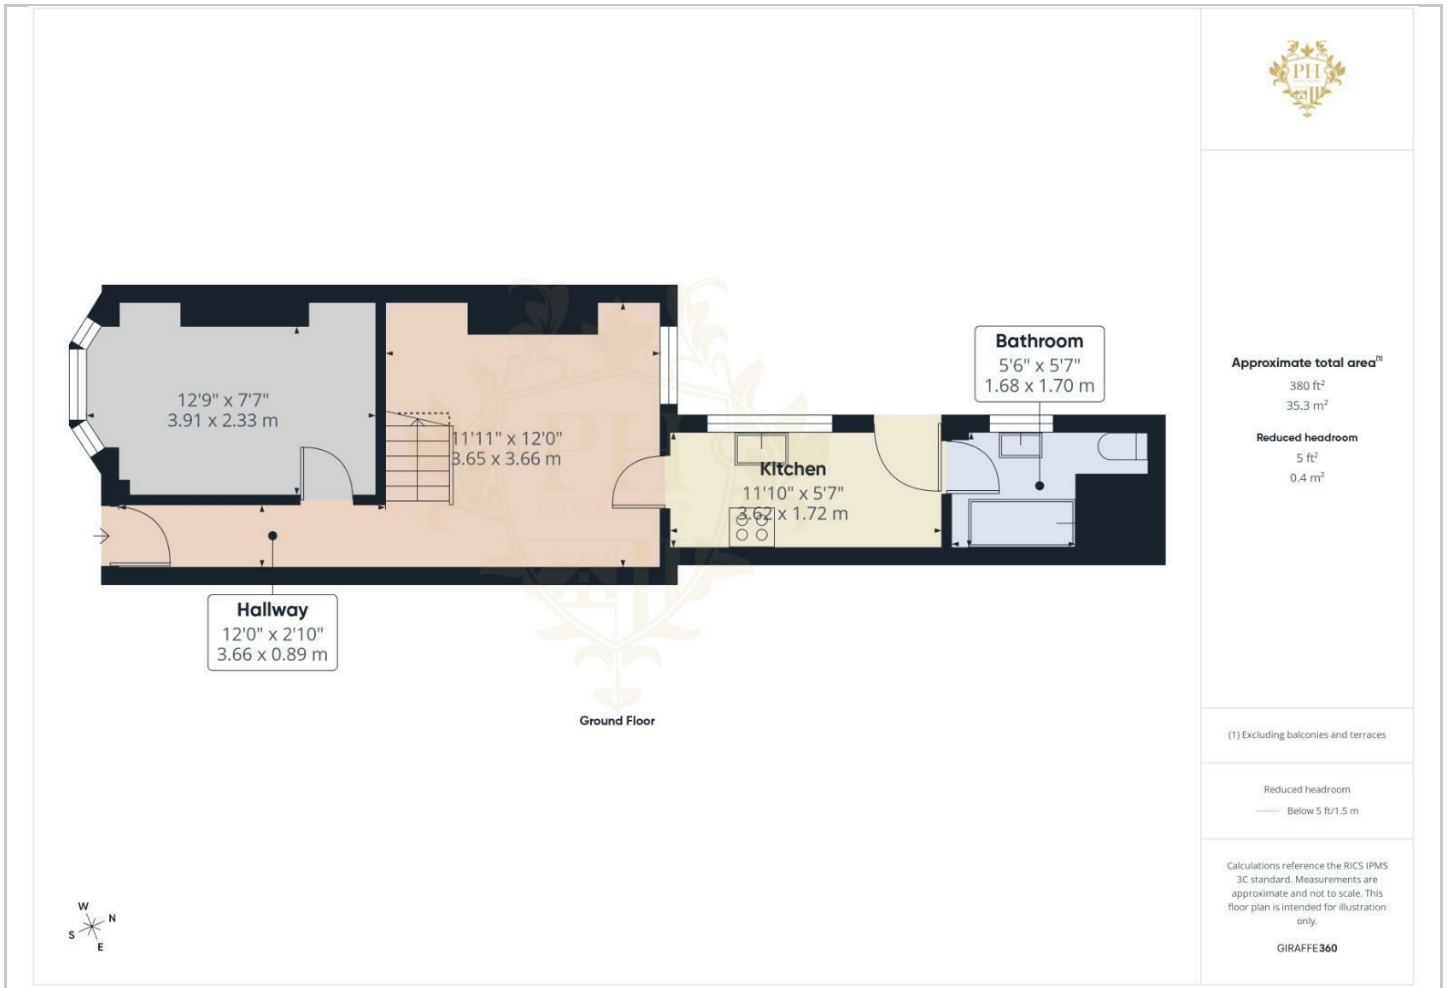 PH
Approximate total area(1)
380 ft²
35.3 m²
Reduced headroom
5 ft²
0.4 m²
(1) Excluding balconies and terraces
Reduced headroom
Below 5 ft/1.5 m
Calculations reference the RICS IPMS
3C standard. Measurements are
approximate and not to scale. This
floor plan is intended for illustration
only.
GIRAFFE360
12'9" x 7'7"
3.91 x 2.33 m
11'11" x 12'0"
3.65 x 3.66 m
Kitchen
11'10" x 5'7"
3.62 x 1.72 m
Bathroom
5'6" x 5'7"
1.68 x 1.70 m
Hallway
12'0" x 2'10"
3.66 x 0.89 m
PH
Ground Floor
W
N
S
E